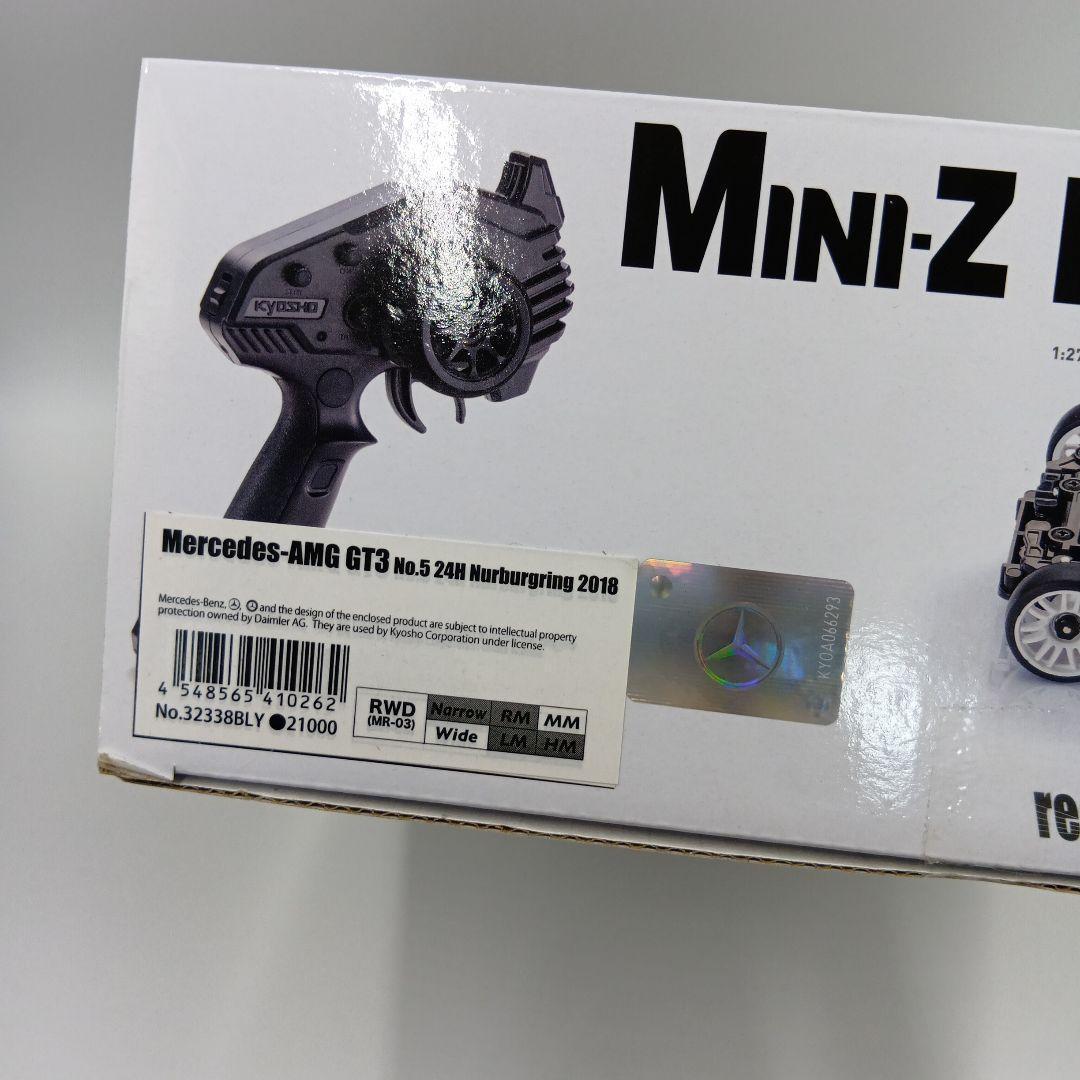 MINI-Z
1:27
KYOSHO
Mercedes-AMG GT3 No.5 24H Nurburgring 2018
Mercedes-Benz, and the design of the enclosed product are subject to intellectual property
protection owned by Daimler AG. They are used by Kyosho Corporation under license.
4 548565 410262
No.32338BLY ●21000
RWD
(MR-03)
Narrow RM MM
Wide LM HM
KYOA066293
re